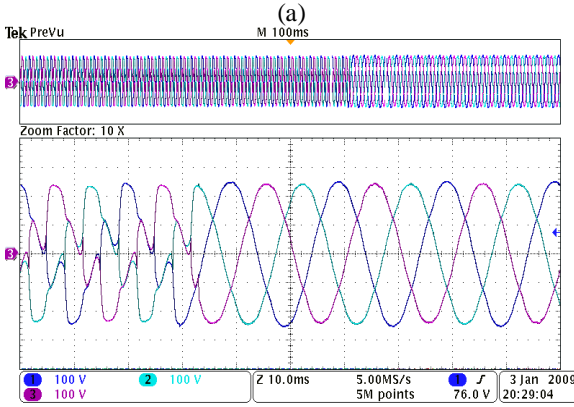 (a)
Tek PreVu M 100ms
3
Zoom Factor: 10 X
3
1 100 V 2 100 V Z 10.0ms 5.00MS/s 1 3 Jan 2009
3 100 V 5M points 76.0 V 20:29:04